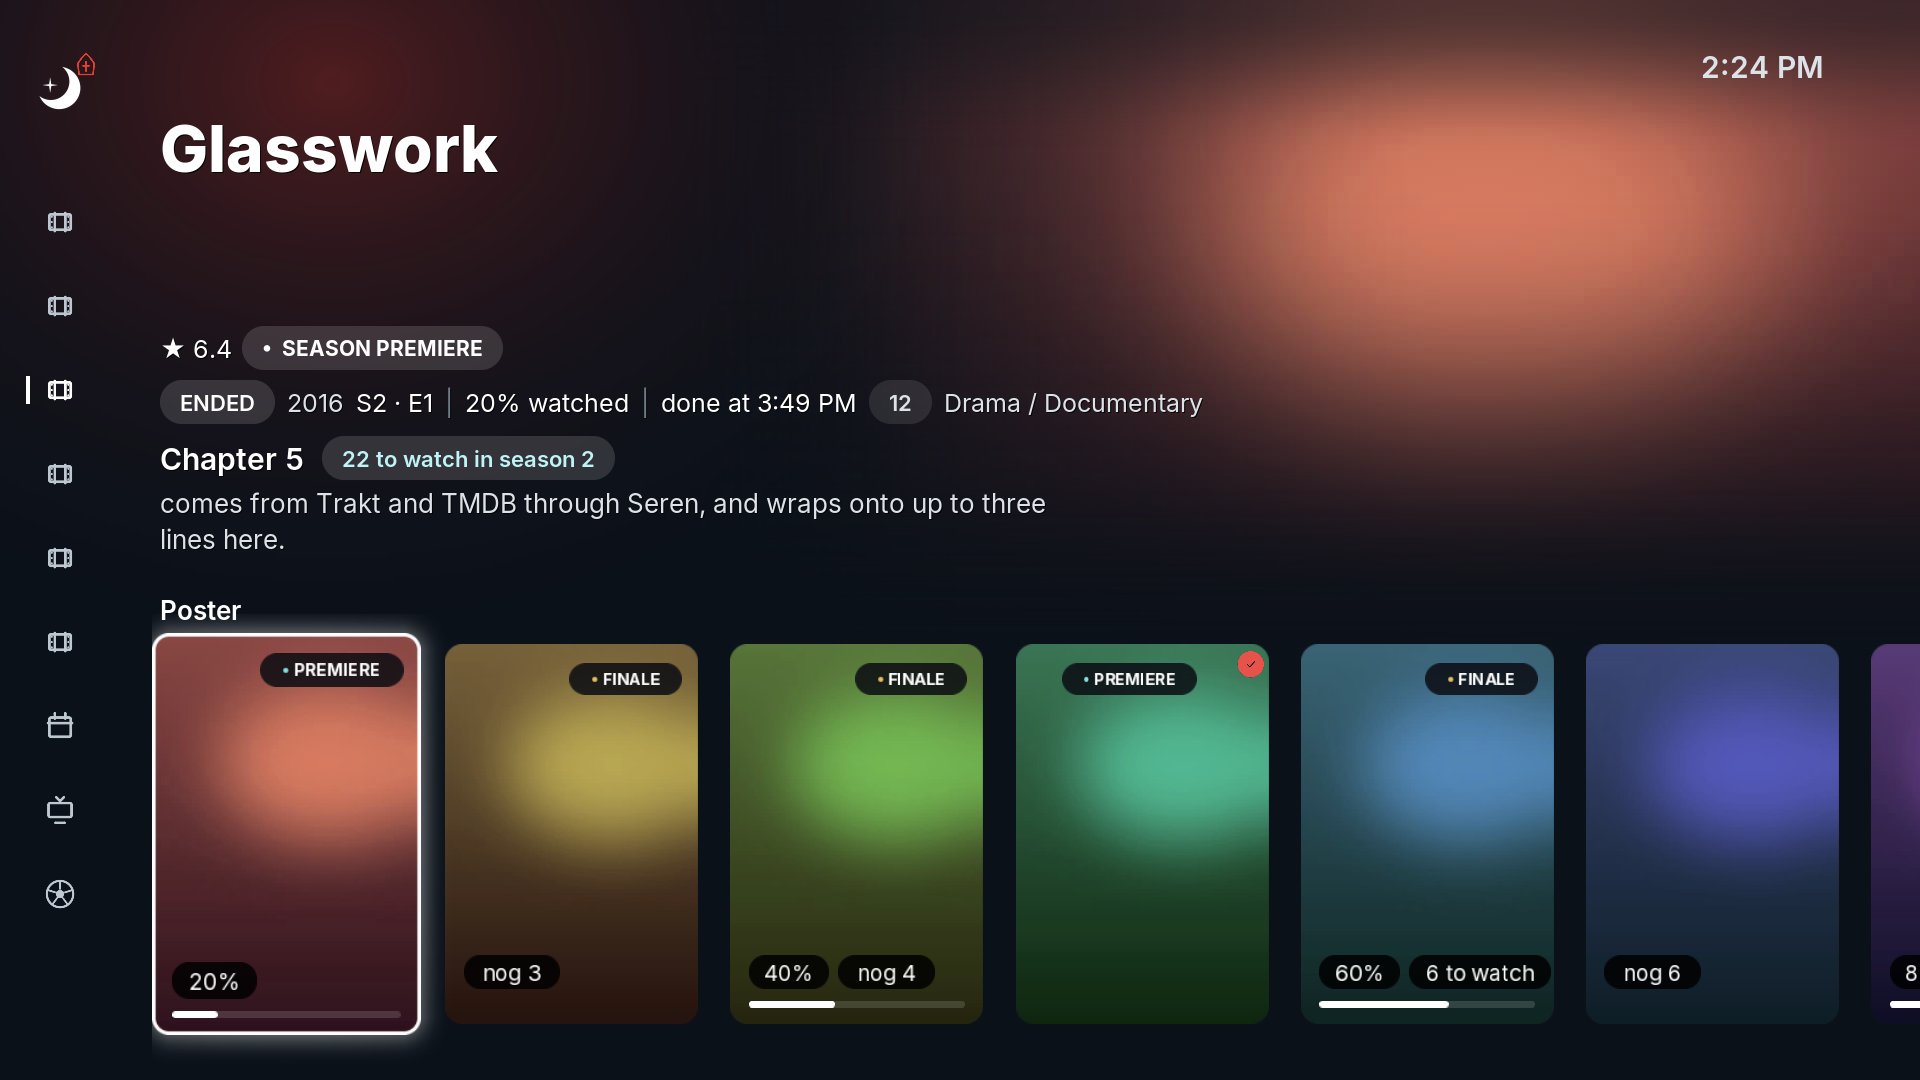 2:24 PM
Glasswork
★ 6.4 • SEASON PREMIERE
ENDED 2016 S2 · E1 20% watched done at 3:49 PM 12 Drama / Documentary
Chapter 5 22 to watch in season 2
comes from Trakt and TMDB through Seren, and wraps onto up to three
lines here.
Poster
• PREMIERE • FINALE • FINALE • PREMIERE • FINALE
20% nog 3 40% nog 4 60% 6 to watch nog 6 8